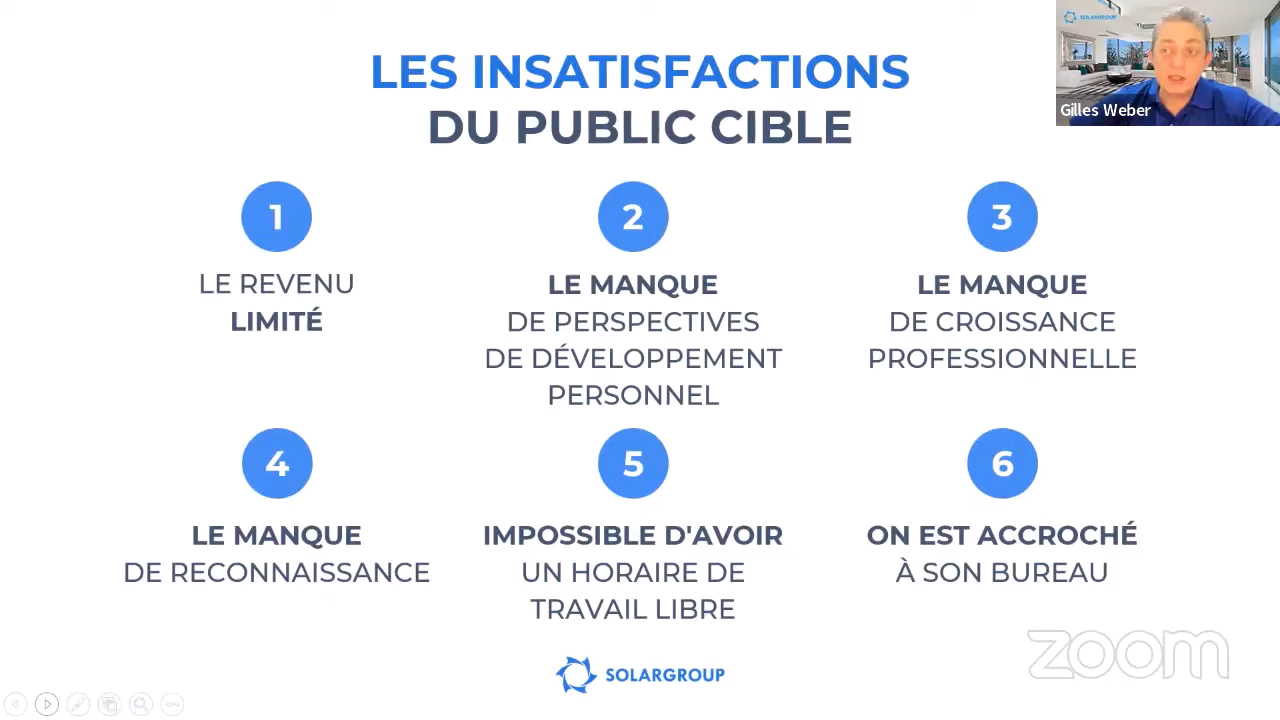 LES INSATISFACTIONS
DU PUBLIC CIBLE
SOLARGROUP
Gilles Weber
1
LE REVENU
LIMITÉ
2
LE MANQUE
DE PERSPECTIVES
DE DÉVELOPPEMENT
PERSONNEL
3
LE MANQUE
DE CROISSANCE
PROFESSIONNELLE
4
LE MANQUE
DE RECONNAISSANCE
5
IMPOSSIBLE D'AVOIR
UN HORAIRE DE
TRAVAIL LIBRE
6
ON EST ACCROCHÉ
À SON BUREAU
SOLARGROUP
zoom